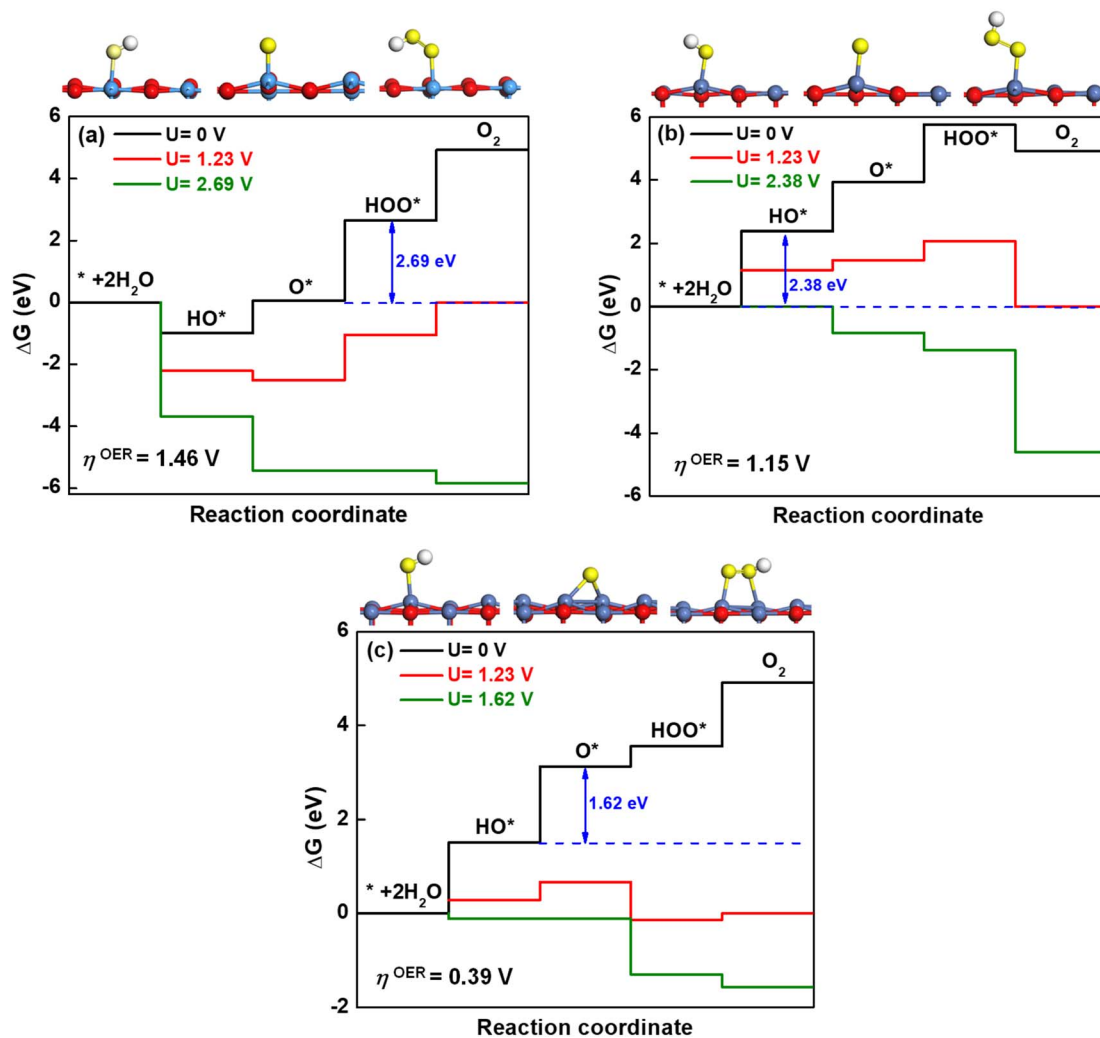 (a)
U= 0 V
U= 1.23 V
U= 2.69 V
6
4
2
0
-2
-4
-6
ΔG (eV)
* +2H₂O
HO*
O*
HOO*
O₂
2.69 eV
η OER = 1.46 V
Reaction coordinate
(b)
U= 0 V
U= 1.23 V
U= 2.38 V
6
4
2
0
-2
-4
-6
ΔG (eV)
* +2H₂O
HO*
O*
HOO*
O₂
2.38 eV
η OER = 1.15 V
Reaction coordinate
(c)
U= 0 V
U= 1.23 V
U= 1.62 V
6
4
2
0
-2
ΔG (eV)
* +2H₂O
HO*
O*
HOO*
O₂
1.62 eV
η OER = 0.39 V
Reaction coordinate